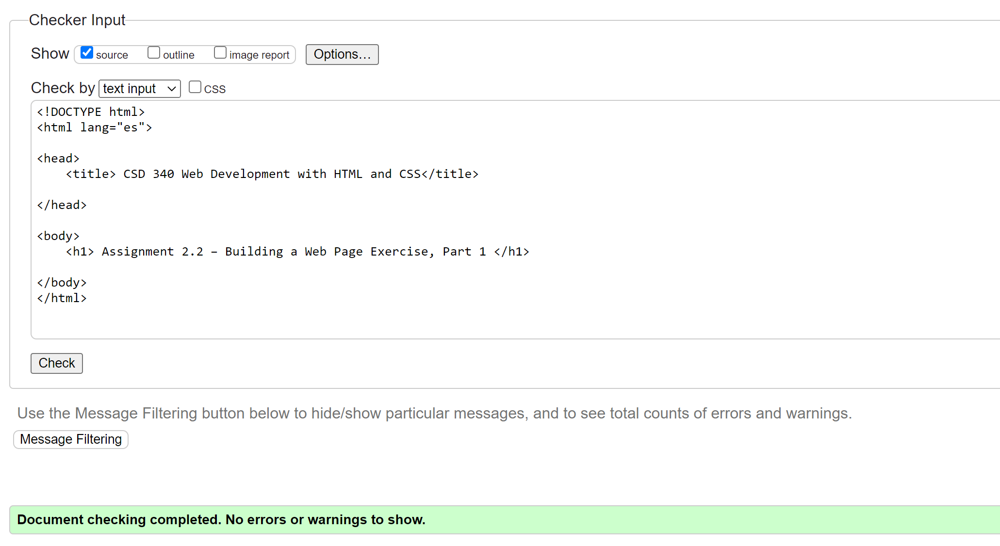 Checker Input
Show source outline image report Options...
Check by text input CSS
<!DOCTYPE html>
<html lang="es">
<head>
    <title> CSD 340 Web Development with HTML and CSS</title>
</head>
<body>
    <h1> Assignment 2.2 – Building a Web Page Exercise, Part 1 </h1>
</body>
</html>
Check
Use the Message Filtering button below to hide/show particular messages, and to see total counts of errors and warnings.
Message Filtering
Document checking completed. No errors or warnings to show.